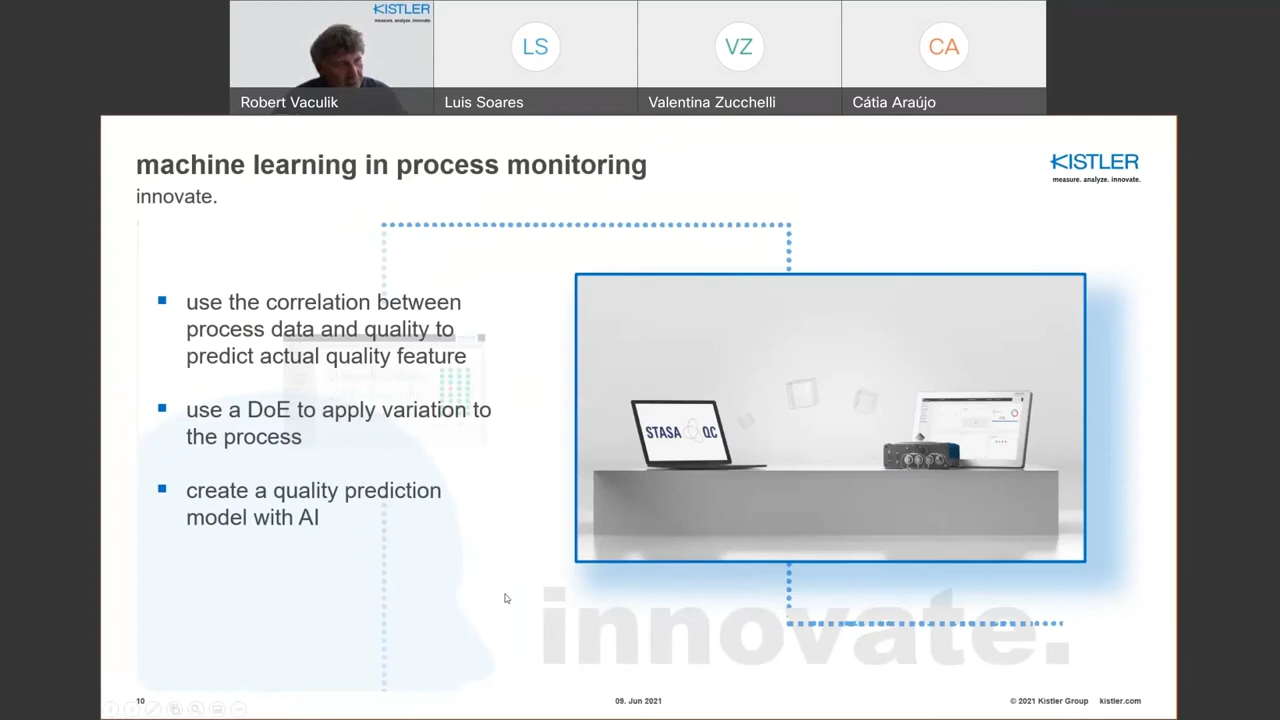 KISTLER
measure. analyze. innovate.
LS
VZ
CA
Robert Vaculik
Luis Soares
Valentina Zucchelli
Cátia Araújo
machine learning in process monitoring
innovate.
KISTLER
measure. analyze. innovate.
use the correlation between
process data and quality to
predict actual quality feature
use a DoE to apply variation to
the process
create a quality prediction
model with AI
STASA QC
innovate.
10
09. Jun 2021
© 2021 Kistler Group
kistler.com